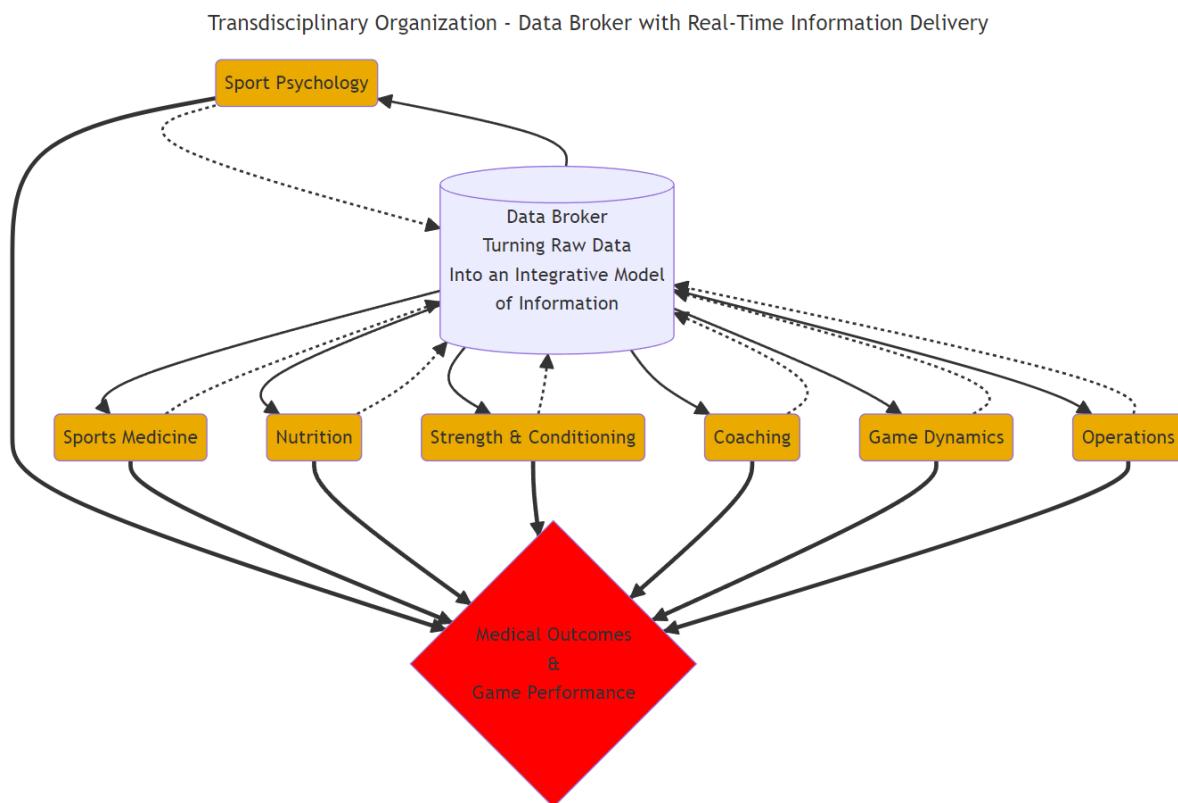 Transdisciplinary Organization - Data Broker with Real-Time Information Delivery
Sport Psychology
Data Broker
Turning Raw Data
Into an Integrative Model
of Information
Sports Medicine
Nutrition
Strength & Conditioning
Coaching
Game Dynamics
Operations
Medical Outcomes
&
Game Performance